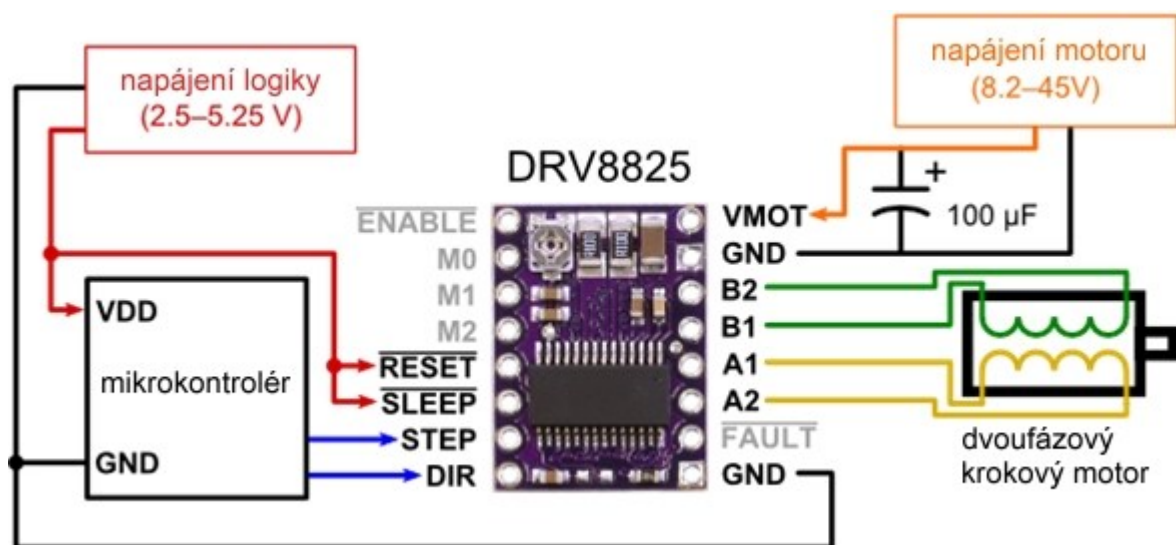 napájení logiky
(2.5–5.25 V)
napájení motoru
(8.2–45V)
DRV8825
+
100 µF
ENABLE
M0
M1
M2
RESET
SLEEP
STEP
DIR
VMOT
GND
B2
B1
A1
A2
FAULT
GND
VDD
mikrokontrolér
GND
dvoufázový
krokový motor